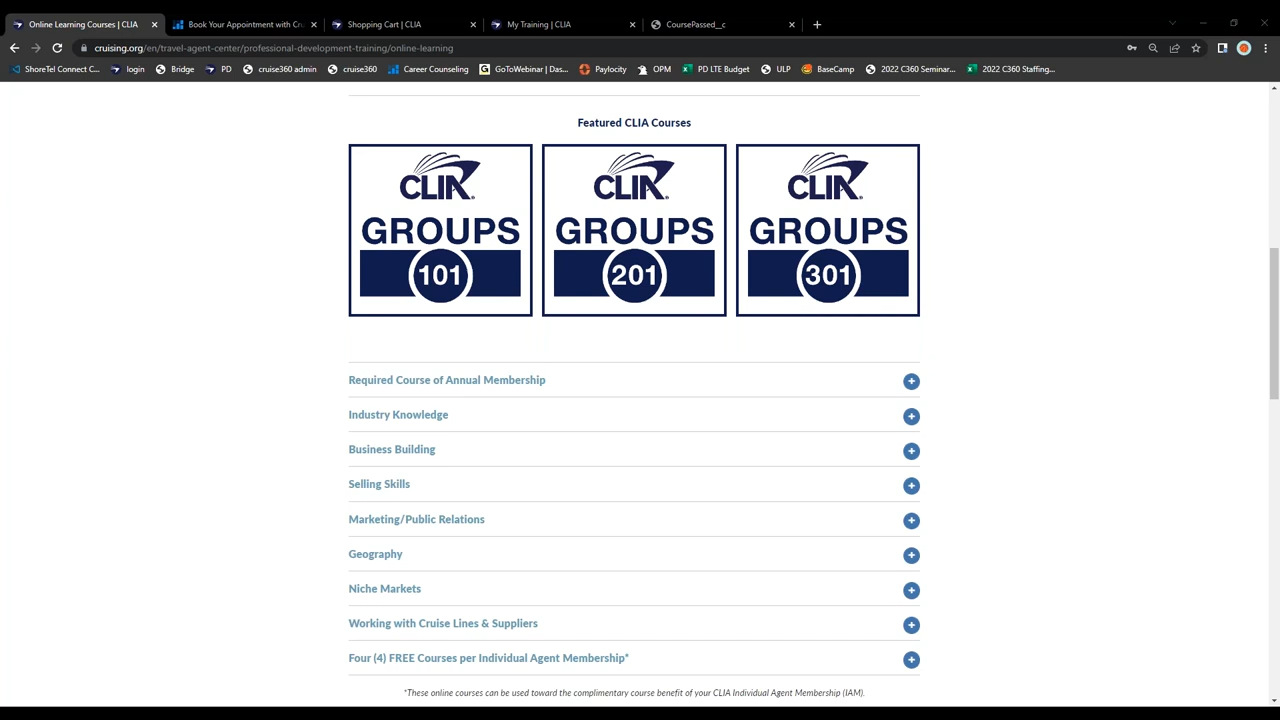 Online Learning Courses | CLIA
Book Your Appointment with Cru
Shopping Cart | CLIA
My Training | CLIA
CoursePassed__c
cruising.org/en/travel-agent-center/professional-development-training/online-learning
ShoreTel Connect C...
login
Bridge
PD
cruise360 admin
cruise360
Career Counseling
GoToWebinar | Das...
Paylocity
OPM
PD LTE Budget
ULP
BaseCamp
2022 C360 Seminar...
2022 C360 Staffing...
Featured CLIA Courses
CLIA®
GROUPS
101
CLIA®
GROUPS
201
CLIA®
GROUPS
301
Required Course of Annual Membership
Industry Knowledge
Business Building
Selling Skills
Marketing/Public Relations
Geography
Niche Markets
Working with Cruise Lines & Suppliers
Four (4) FREE Courses per Individual Agent Membership*
*These online courses can be used toward the complimentary course benefit of your CLIA Individual Agent Membership (IAM).